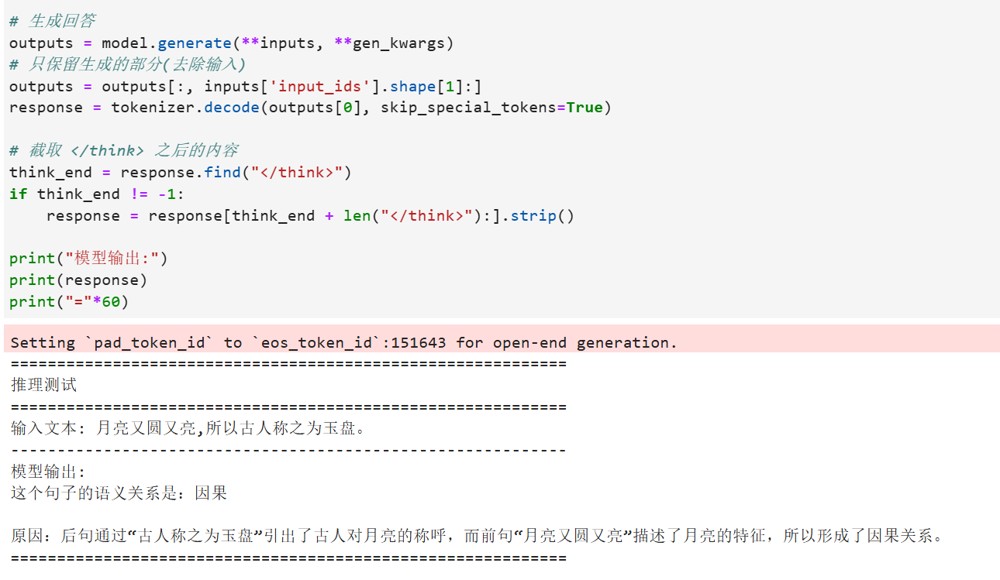 # 生成回答
outputs = model.generate(**inputs, **gen_kwargs)
# 只保留生成的部分(去除输入)
outputs = outputs[:, inputs['input_ids'].shape[1]:]
response = tokenizer.decode(outputs[0], skip_special_tokens=True)
# 截取 </think> 之后的内容
think_end = response.find("</think>")
if think_end != -1:
    response = response[think_end + len("</think>"):].strip()
print("模型输出:")
print(response)
print("="*60)
Setting `pad_token_id` to `eos_token_id`:151643 for open-end generation.
============================================================
推理测试
============================================================
输入文本: 月亮又圆又亮,所以古人称之为玉盘。
------------------------------------------------------------
模型输出:
这个句子的语义关系是：因果
原因：后句通过“古人称之为玉盘”引出了古人对月亮的称呼，而前句“月亮又圆又亮”描述了月亮的特征，所以形成了因果关系。
============================================================